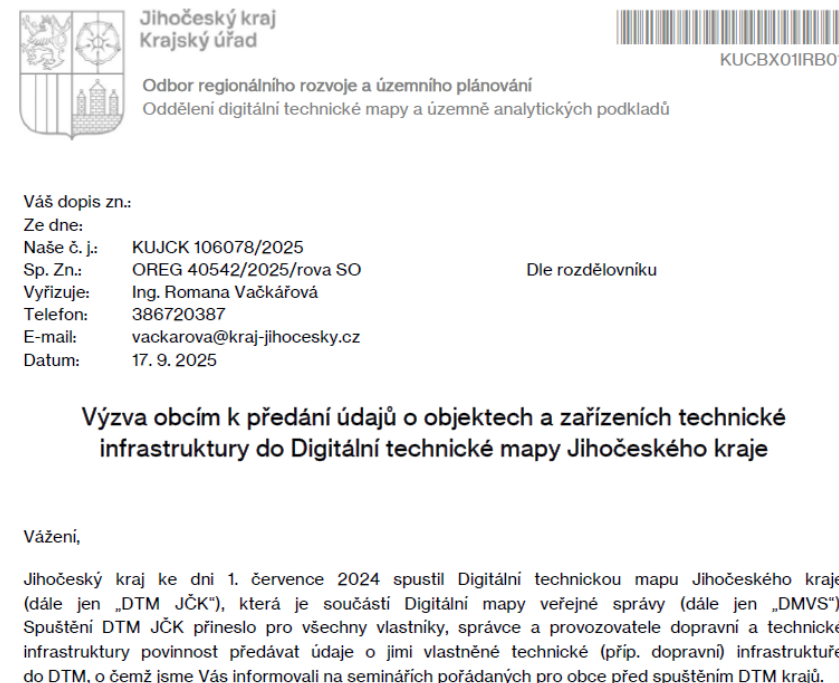 Jihočeský kraj
Krajský úřad
KUCBX01IRB0
Odbor regionálního rozvoje a územního plánování
Oddělení digitální technické mapy a územně analytických podkladů
Váš dopis zn.:
Ze dne:
Naše č. j.: KUJCK 106078/2025
Sp. Zn.: OREG 40542/2025/rova SO Dle rozdělovníku
Vyřizuje: Ing. Romana Vačkářová
Telefon: 386720387
E-mail: vackarova@kraj-jihocesky.cz
Datum: 17. 9. 2025
Výzva obcím k předání údajů o objektech a zařízeních technické
infrastruktury do Digitální technické mapy Jihočeského kraje
Vážení,
Jihočeský kraj ke dni 1. července 2024 spustil Digitální technickou mapu Jihočeského kraje
(dále jen „DTM JČK"), která je součástí Digitální mapy veřejné správy (dále jen „DMVS")
Spuštění DTM JČK přineslo pro všechny vlastníky, správce a provozovatele dopravní a technické
infrastruktury povinnost předávat údaje o jimi vlastněné technické (příp. dopravní) infrastruktuře
do DTM, o čemž jsme Vás informovali na seminářích pořádaných pro obce před spuštěním DTM krajů.